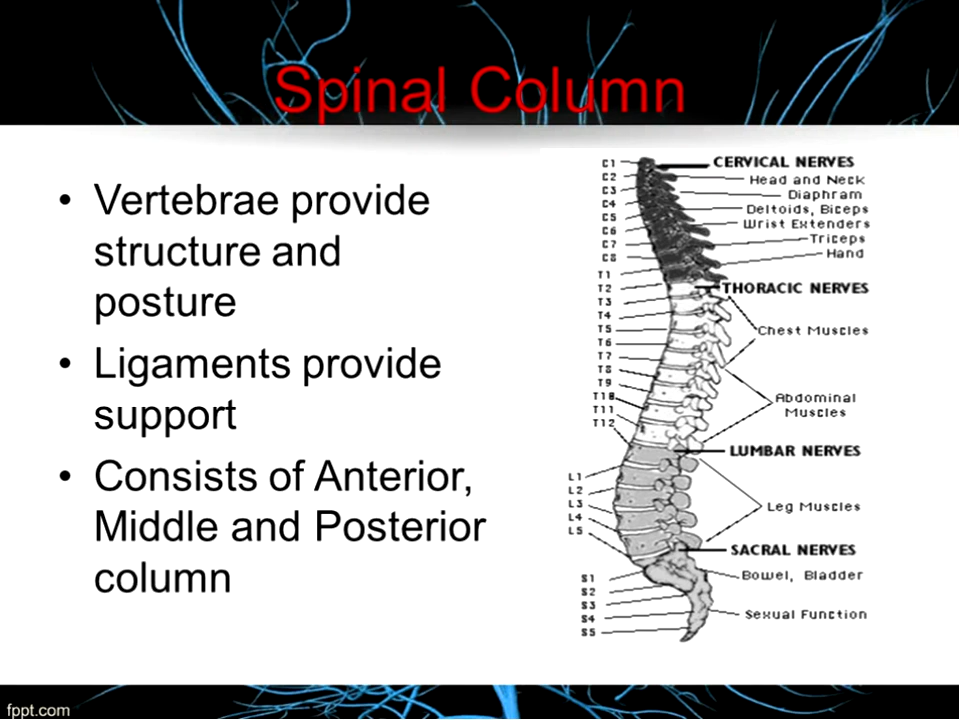 Spinal Column
• Vertebrae provide
structure and
posture
• Ligaments provide
support
• Consists of Anterior,
Middle and Posterior
column
C1
C2
C3
C4
C5
C6
C7
C8
T1
T2
T3
T4
T5
T6
T7
T8
T9
T10
T11
T12
L1
L2
L3
L4
L5
S1
S2
S3
S4
S5
CERVICAL NERVES
Head and Neck
Diaphram
Deltoids, Biceps
Wrist Extenders
Triceps
Hand
THORACIC NERVES
Chest Muscles
Abdominal
Muscles
LUMBAR NERVES
Leg Muscles
SACRAL NERVES
Bowel, Bladder
Sexual Function
fppt.com